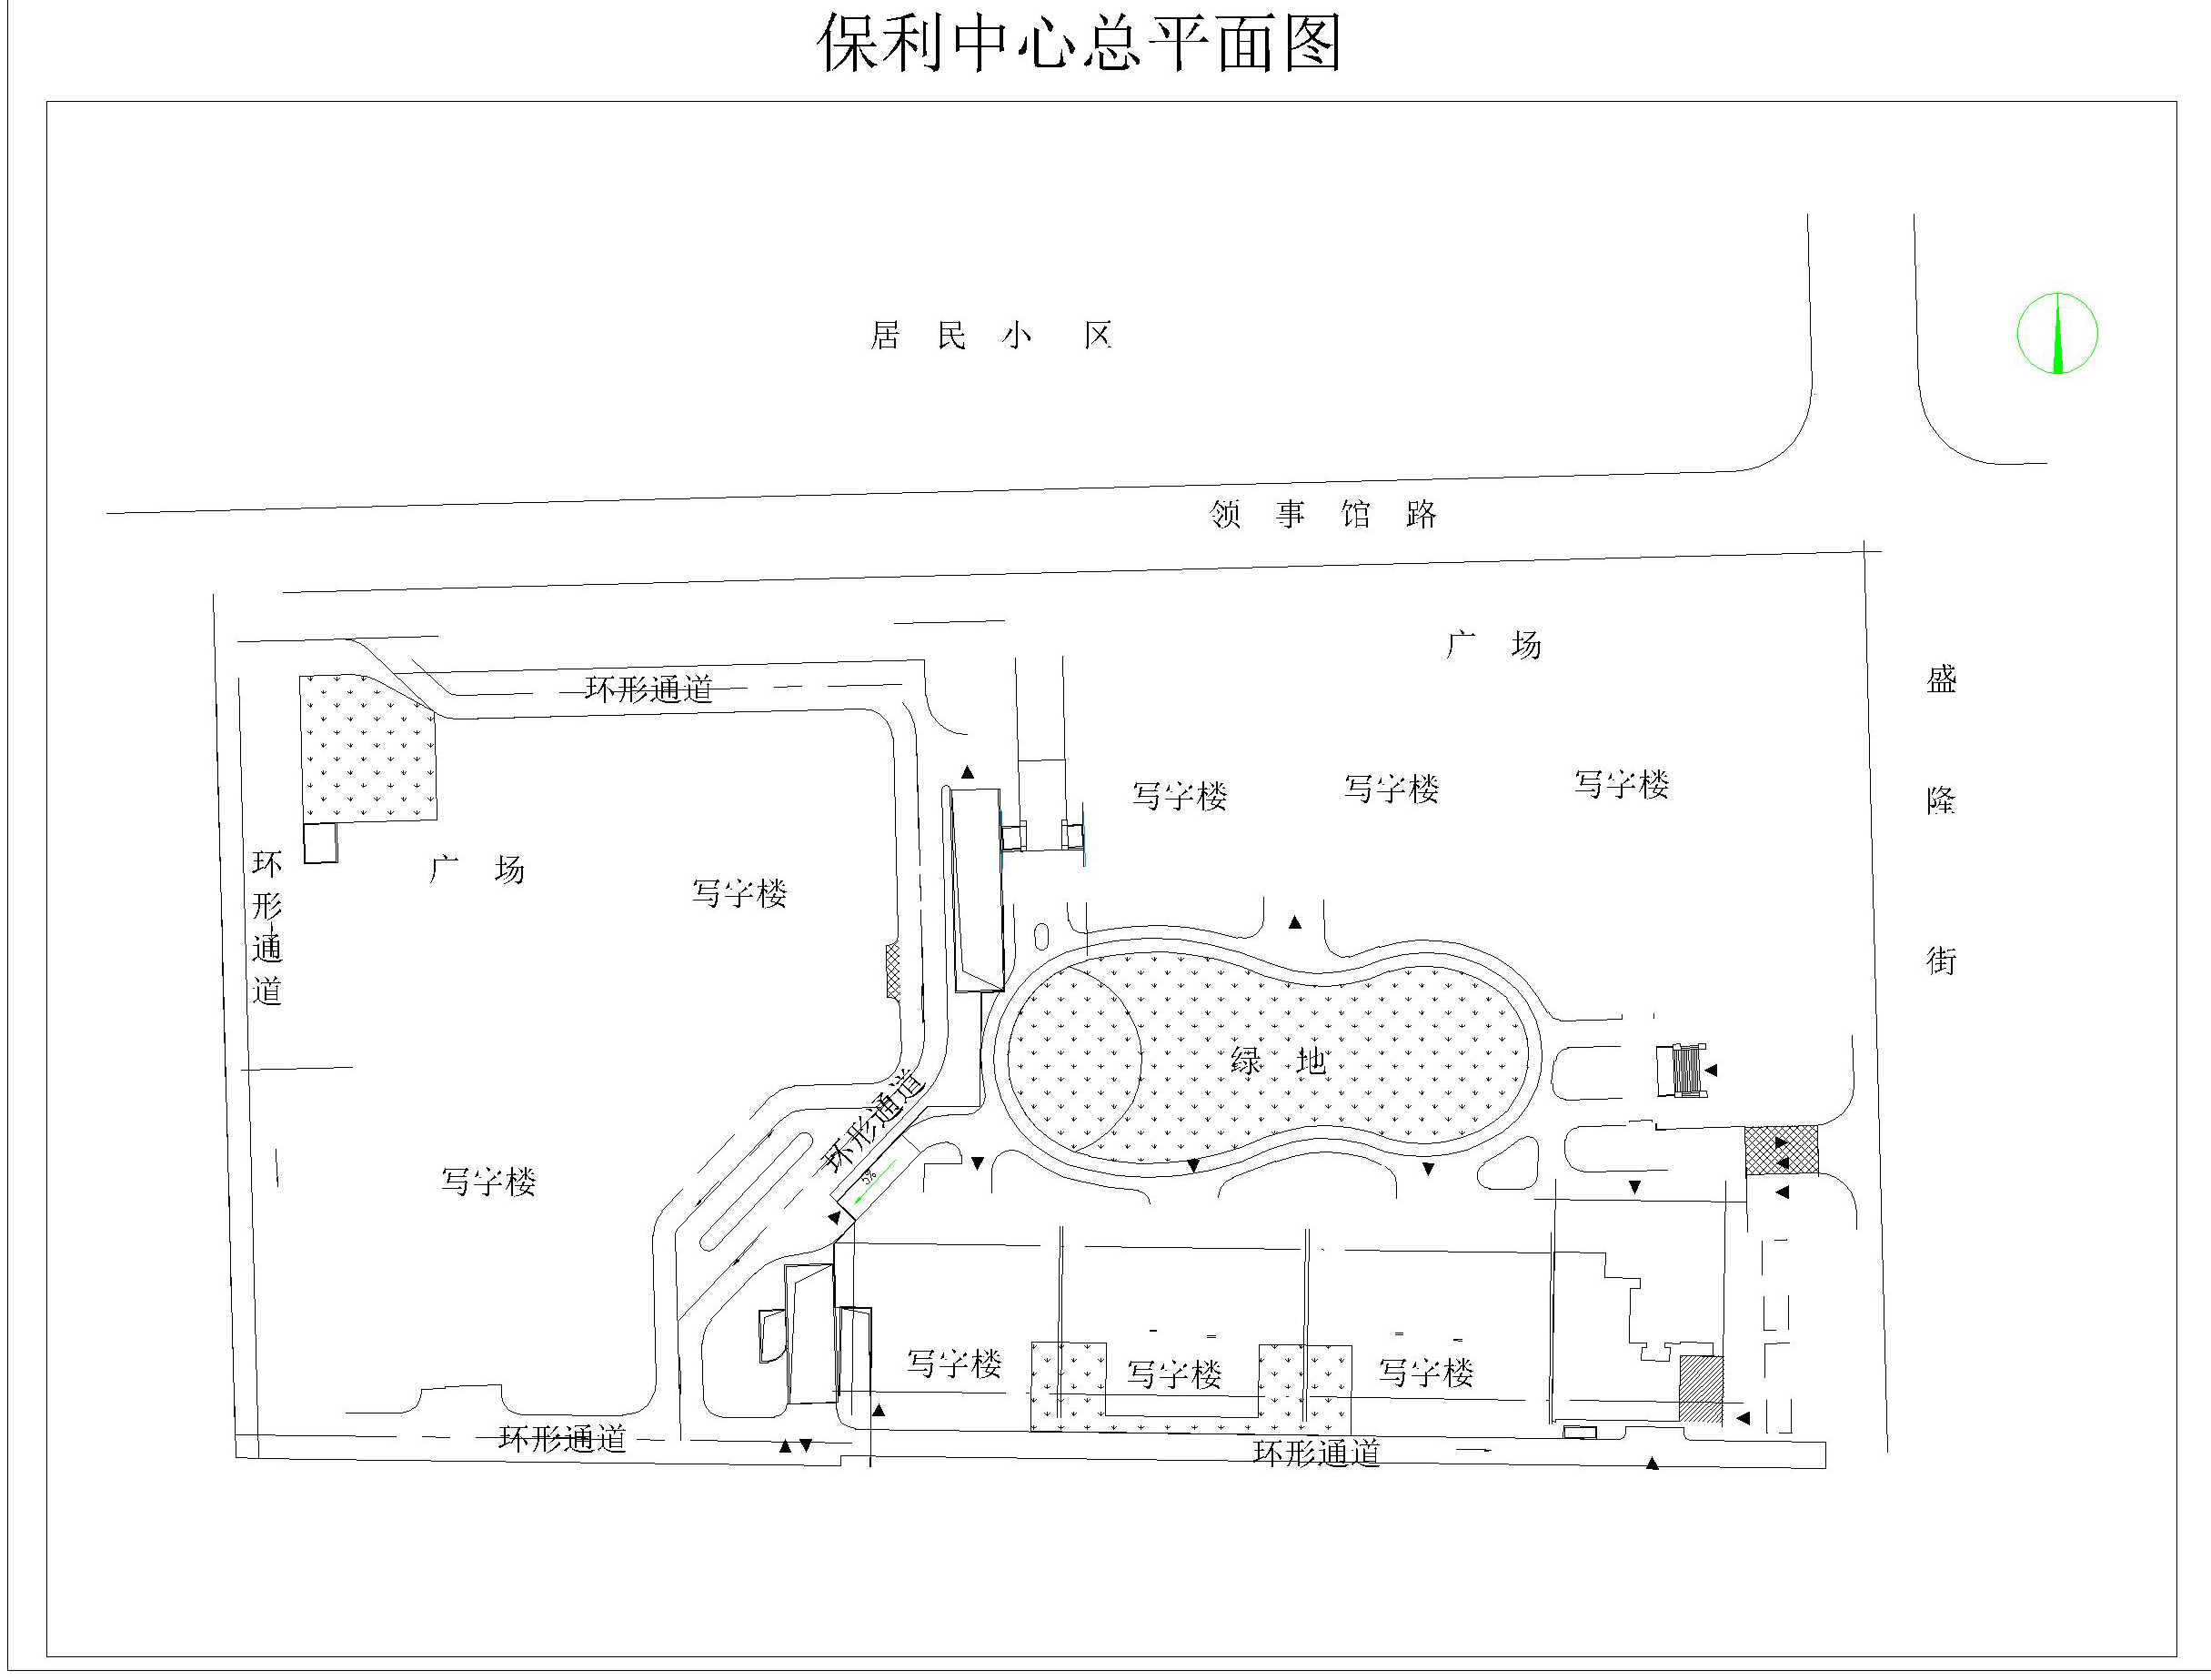 保利中心总平面图
居 民 小 区
领 事 馆 路
广 场
盛隆街
环形通道
写字楼
写字楼
写字楼
环形通道
广 场
写字楼
绿 地
环形通道
5%
写字楼
写字楼
写字楼
写字楼
环形通道
环形通道